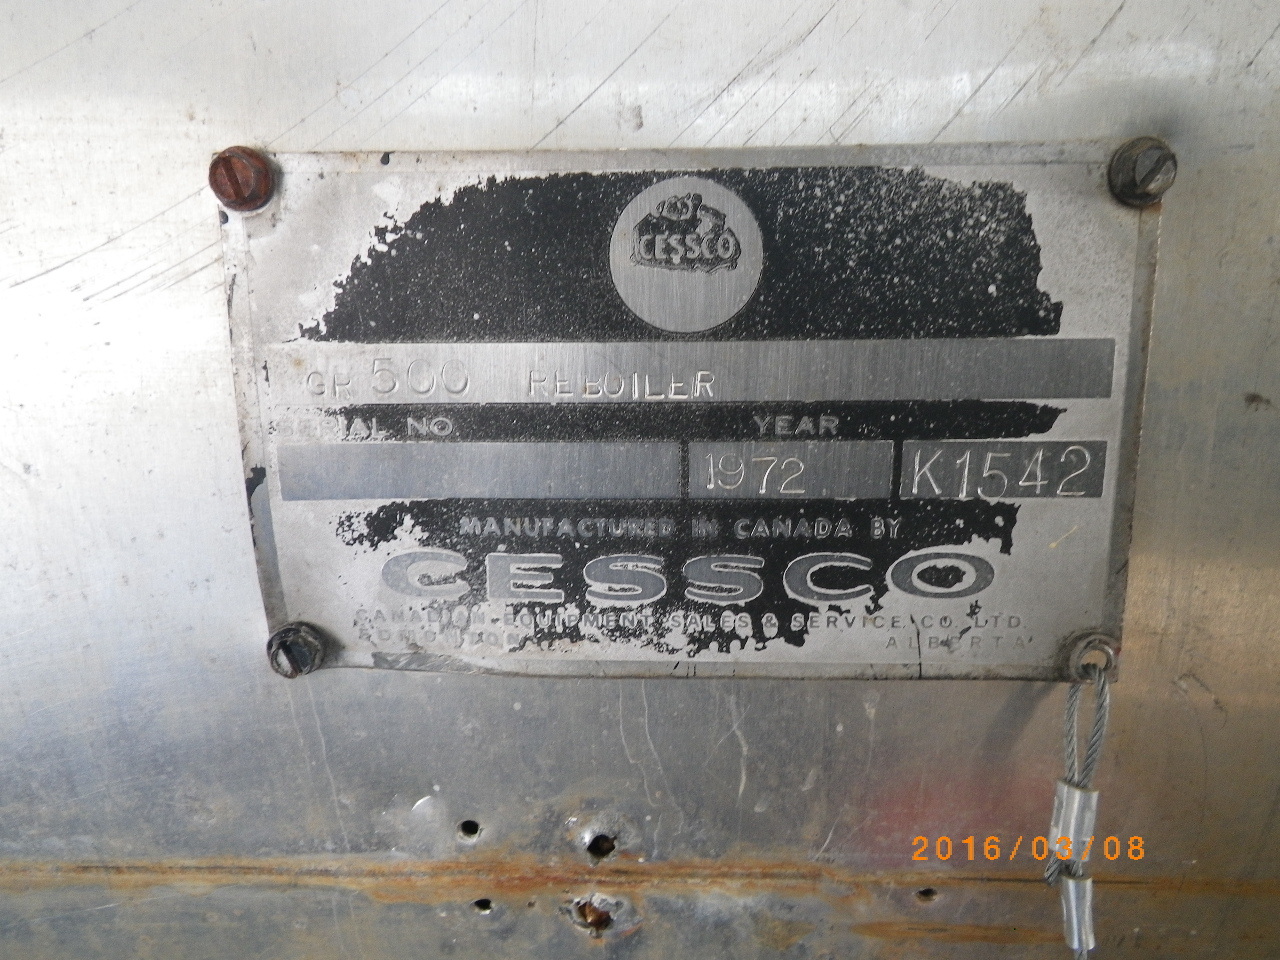 CESSCO
GR 500 REBOILER
SERIAL NO YEAR
1972 K1542
MANUFACTURED IN CANADA BY
CESSCO
CANADIAN EQUIPMENT SALES & SERVICE CO. LTD.
EDMONTON ALBERTA
2016/03/08